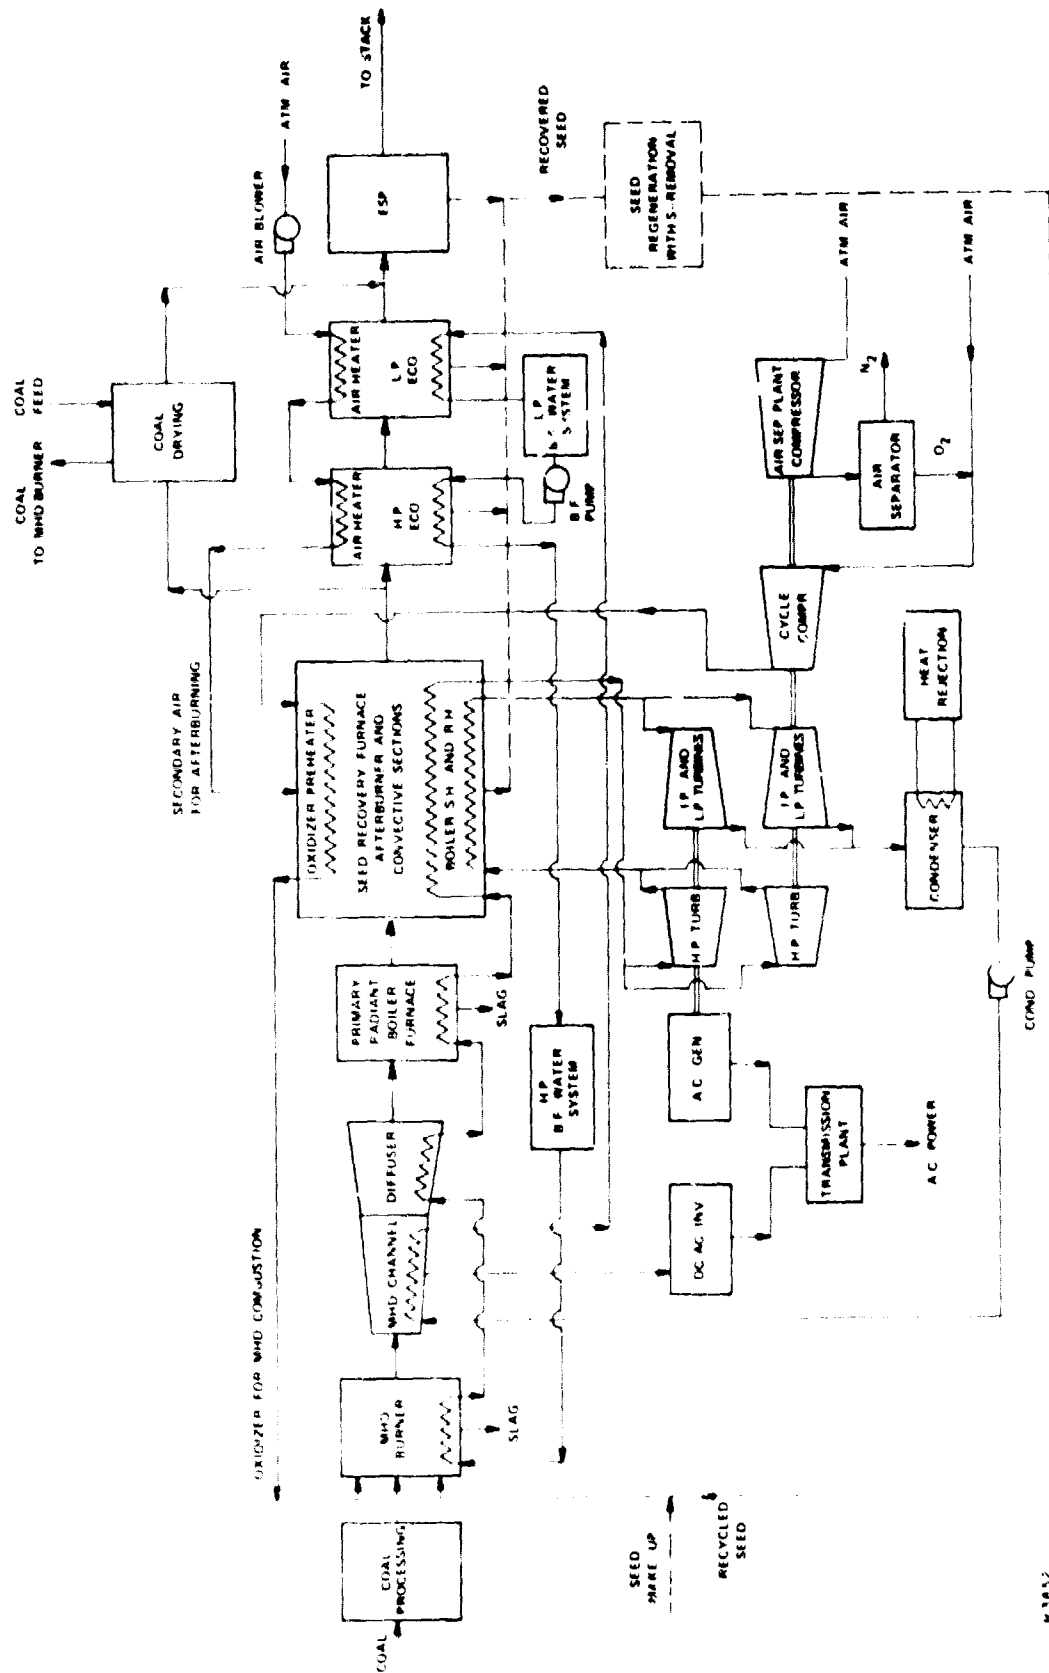 COAL
TO MHD BURNER
COAL
FEED
COAL
DRYING
AIR BLOWER
ATM AIR
TO STACK
SECONDARY AIR
FOR AFTERBURNING
OXIDIZER FOR MHD COMBUSTION
COAL
COAL
PROCESSING
MHD
BURNER
SLAG
MHD CHANNEL
DIFFUSER
PRIMARY
RADIANT
BOILER
FURNACE
SLAG
OXIDIZER PREHEATER
SEED RECOVERY FURNACE
AFTERBURNER AND
CONVECTIVE SECTIONS
BOILER SH AND RH
AIR HEATER
HP
ECO
AIR HEATER
LP
ECO
ESP
RECOVERED
SEED
LP
BF WATER
SYSTEM
BF
PUMP
HP
BF WATER
SYSTEM
SEED
REGENERATION
WITH S-REMOVAL
SEED
MAKE UP
RECYCLED
SEED
DC AC INV
AC GEN
HP TURB
IP AND
LP TURBINES
HP TURB
IP AND
LP TURBINES
CYCLE
COMPR
AIR SEP PLANT
COMPRESSOR
ATM AIR
ATM AIR
AIR
SEPARATOR
N2
O2
TRANSMISSION
PLANT
AC POWER
CONDENSER
HEAT
REJECTION
COND PUMP